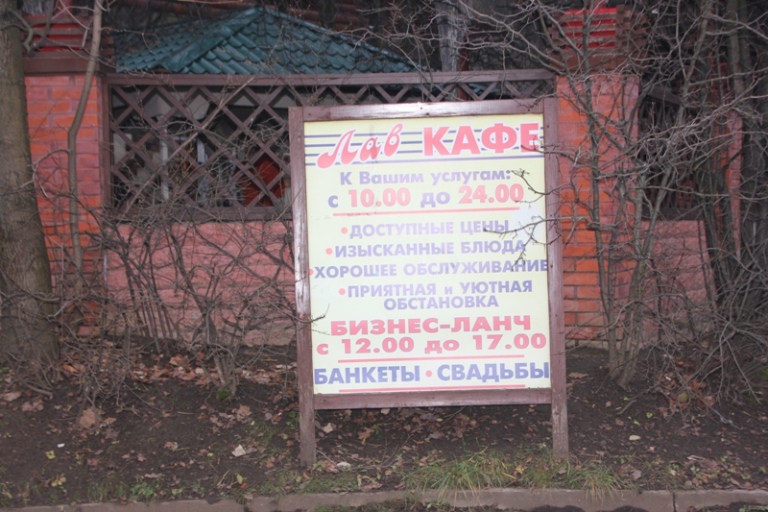 Лав КАФЕ
К Вашим услугам:
с 10.00 до 24.00
•ДОСТУПНЫЕ ЦЕНЫ
•ИЗЫСКАННЫЕ БЛЮДА
•ХОРОШЕЕ ОБСЛУЖИВАНИЕ
•ПРИЯТНАЯ и УЮТНАЯ
ОБСТАНОВКА
БИЗНЕС-ЛАНЧ
с 12.00 до 17.00
БАНКЕТЫ•СВАДЬБЫ